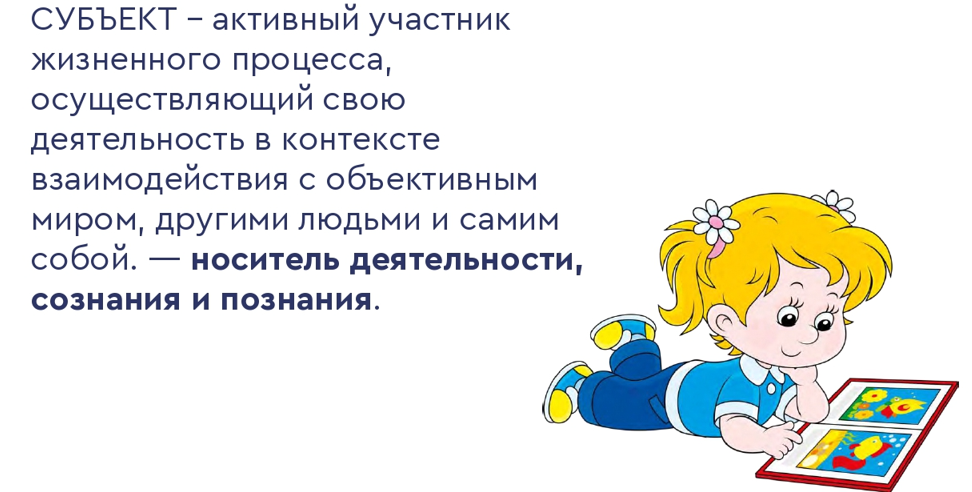 СУБЪЕКТ – активный участник
жизненного процесса,
осуществляющий свою
деятельность в контексте
взаимодействия с объективным
миром, другими людьми и самим
собой. — носитель деятельности,
сознания и познания.